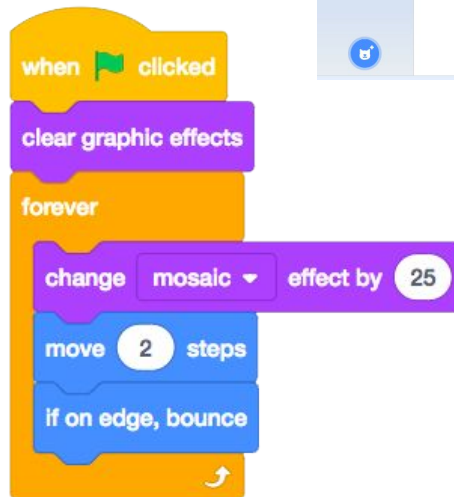 when clicked
clear graphic effects
forever
change mosaic effect by 25
move 2 steps
if on edge, bounce